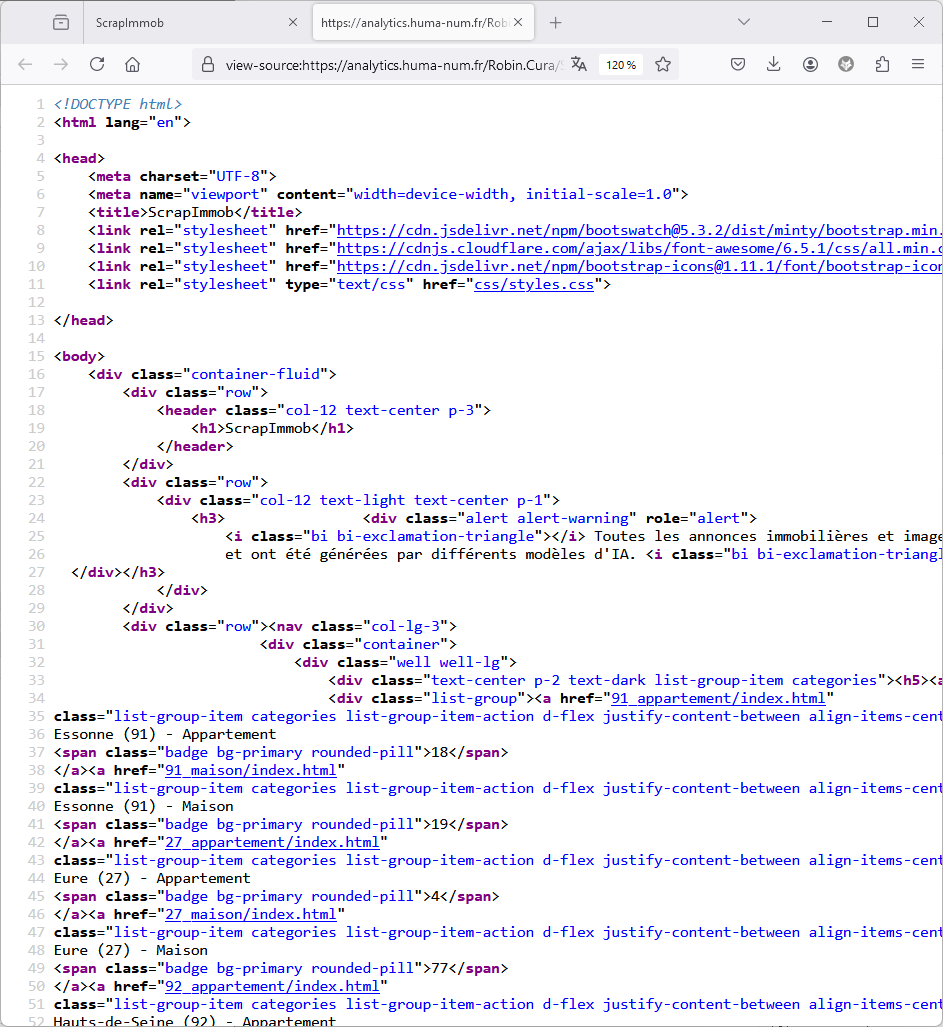 ScrapImmob
https://analytics.huma-num.fr/Robi
view-source:https://analytics.huma-num.fr/Robin.Cura/ 120 %
1 <!DOCTYPE html>
2 <html lang="en">
3
4 <head>
5 <meta charset="UTF-8">
6 <meta name="viewport" content="width=device-width, initial-scale=1.0">
7 <title>ScrapImmob</title>
8 <link rel="stylesheet" href="https://cdn.jsdelivr.net/npm/bootswatch@5.3.2/dist/minty/bootstrap.min.
9 <link rel="stylesheet" href="https://cdnjs.cloudflare.com/ajax/libs/font-awesome/6.5.1/css/all.min.c
10 <link rel="stylesheet" href="https://cdn.jsdelivr.net/npm/bootstrap-icons@1.11.1/font/bootstrap-icon
11 <link rel="stylesheet" type="text/css" href="css/styles.css">
12
13 </head>
14
15 <body>
16 <div class="container-fluid">
17 <div class="row">
18 <header class="col-12 text-center p-3">
19 <h1>ScrapImmob</h1>
20 </header>
21 </div>
22 <div class="row">
23 <div class="col-12 text-light text-center p-1">
24 <h3> <div class="alert alert-warning" role="alert">
25 <i class="bi bi-exclamation-triangle"></i> Toutes les annonces immobilières et image
26 et ont été générées par différents modèles d'IA. <i class="bi bi-exclamation-triangl
27 </div></h3>
28 </div>
29 </div>
30 <div class="row"><nav class="col-lg-3">
31 <div class="container">
32 <div class="well well-lg">
33 <div class="text-center p-2 text-dark list-group-item categories"><h5><a
34 <div class="list-group"><a href="91_appartement/index.html"
35 class="list-group-item categories list-group-item-action d-flex justify-content-between align-items-cent
36 Essonne (91) - Appartement
37 <span class="badge bg-primary rounded-pill">18</span>
38 </a><a href="91_maison/index.html"
39 class="list-group-item categories list-group-item-action d-flex justify-content-between align-items-cent
40 Essonne (91) - Maison
41 <span class="badge bg-primary rounded-pill">19</span>
42 </a><a href="27_appartement/index.html"
43 class="list-group-item categories list-group-item-action d-flex justify-content-between align-items-cent
44 Eure (27) - Appartement
45 <span class="badge bg-primary rounded-pill">4</span>
46 </a><a href="27_maison/index.html"
47 class="list-group-item categories list-group-item-action d-flex justify-content-between align-items-cent
48 Eure (27) - Maison
49 <span class="badge bg-primary rounded-pill">77</span>
50 </a><a href="92_appartement/index.html"
51 class="list-group-item categories list-group-item-action d-flex justify-content-between align-items-cent
52 Hauts-de-Seine (92) - Appartement